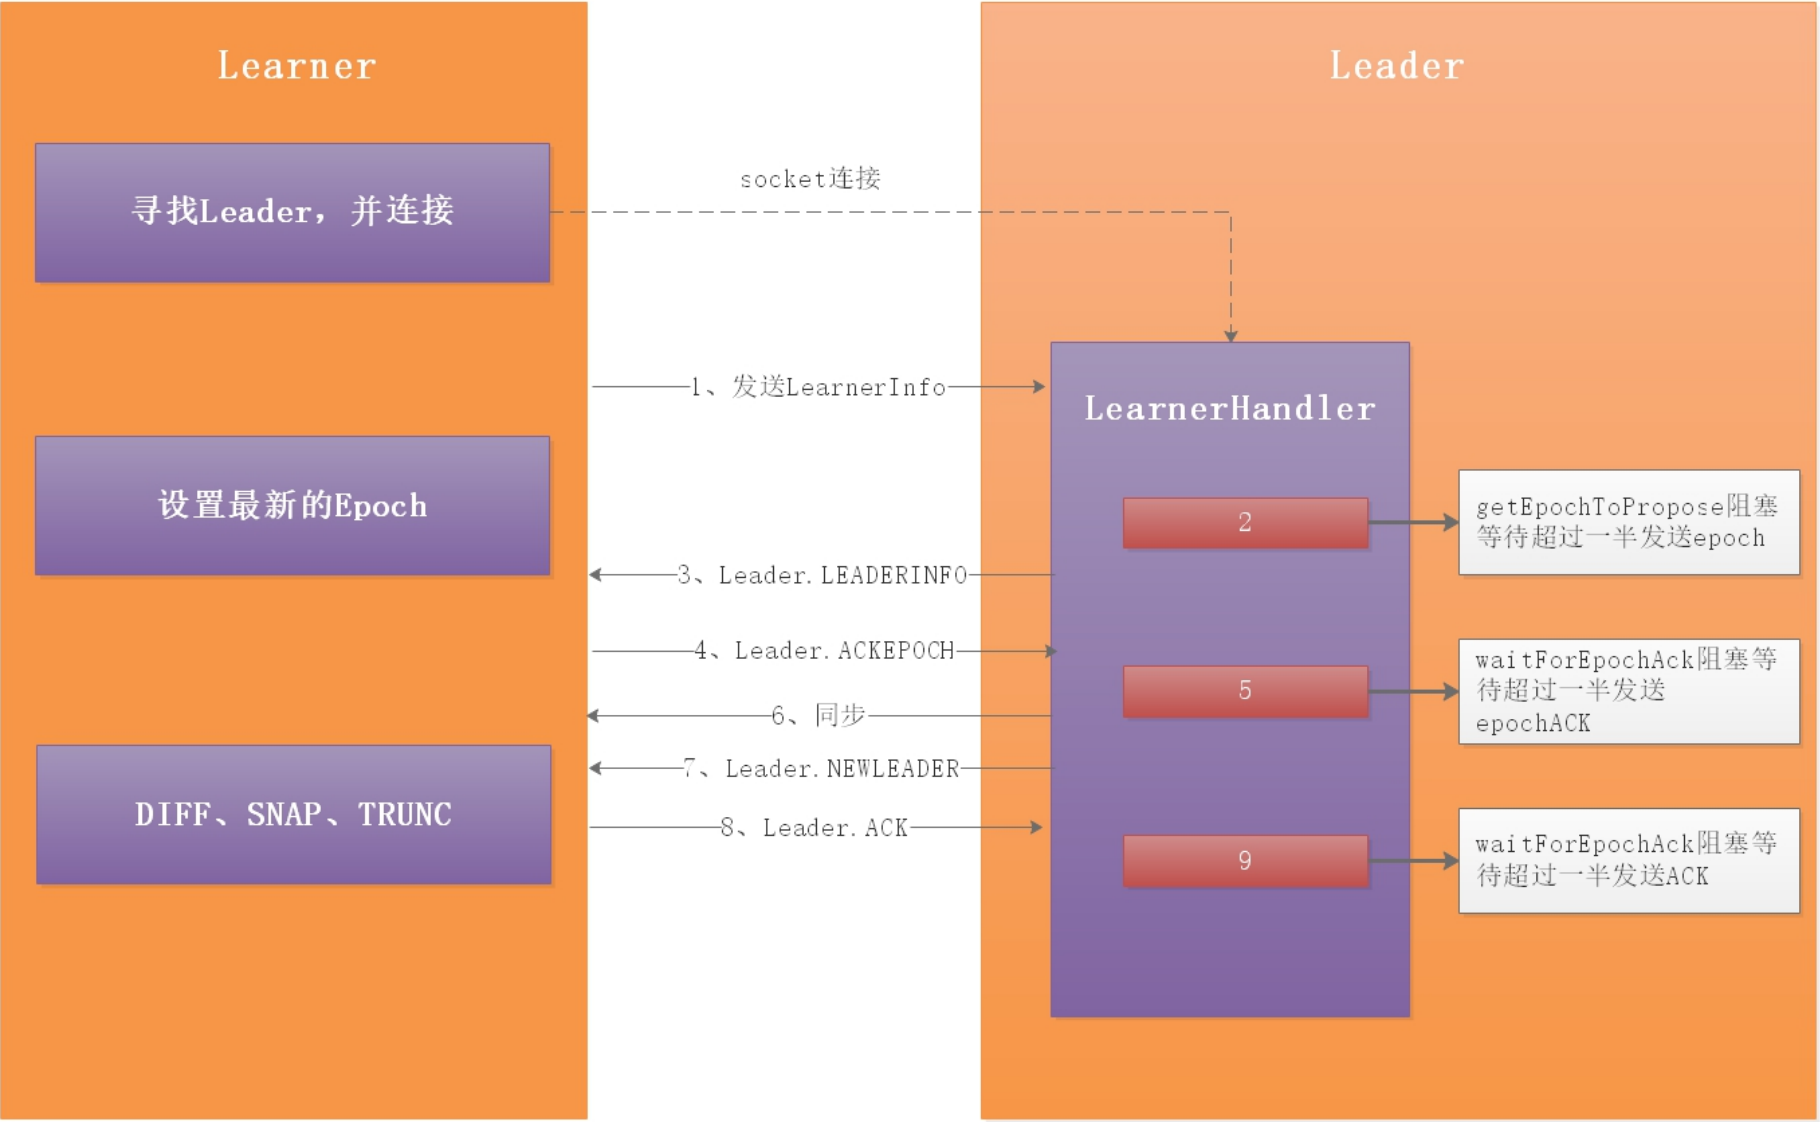 Learner
Leader
寻找Leader，并连接
socket连接
1、发送LearnerInfo
LearnerHandler
设置最新的Epoch
2
getEpochToPropose阻塞
等待超过一半发送epoch
3、Leader.LEADERINFO
4、Leader.ACKEPOCH
5
waitForEpochAck阻塞等
待超过一半发送
epochACK
6、同步
7、Leader.NEWLEADER
DIFF、SNAP、TRUNC
8、Leader.ACK
9
waitForEpochAck阻塞等
待超过一半发送ACK